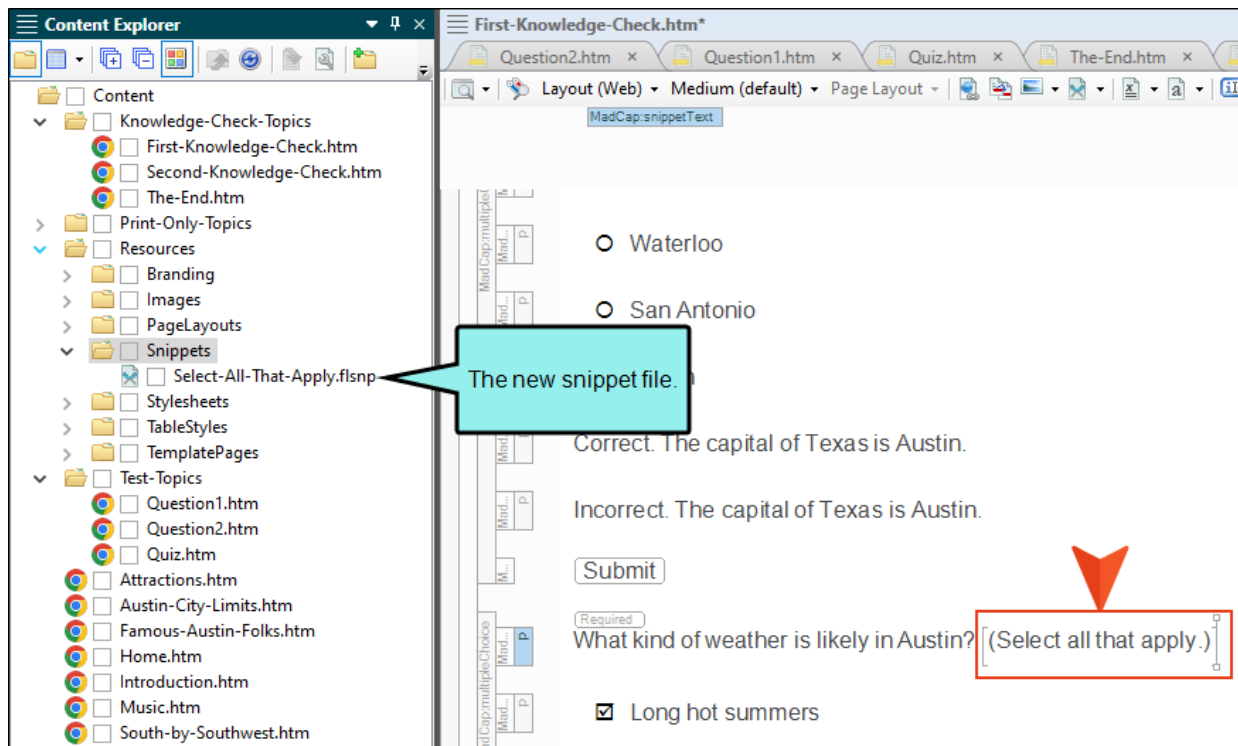 Content Explorer
Content
Knowledge-Check-Topics
First-Knowledge-Check.htm
Second-Knowledge-Check.htm
The-End.htm
Print-Only-Topics
Resources
Branding
Images
PageLayouts
Snippets
Select-All-That-Apply.flsnp
Stylesheets
TableStyles
TemplatePages
Test-Topics
Question1.htm
Question2.htm
Quiz.htm
Attractions.htm
Austin-City-Limits.htm
Famous-Austin-Folks.htm
Home.htm
Introduction.htm
Music.htm
South-by-Southwest.htm
The new snippet file.
First-Knowledge-Check.htm*
Question2.htm Question1.htm Quiz.htm The-End.htm
Layout (Web) Medium (default) Page Layout
MadCap:snippetText
Waterloo
San Antonio
Correct. The capital of Texas is Austin.
Incorrect. The capital of Texas is Austin.
Submit
Required
What kind of weather is likely in Austin? (Select all that apply.)
Long hot summers
Mad... p
Mad... p
Mad... p
Mad... p
M...
Mad... p
Mad... p